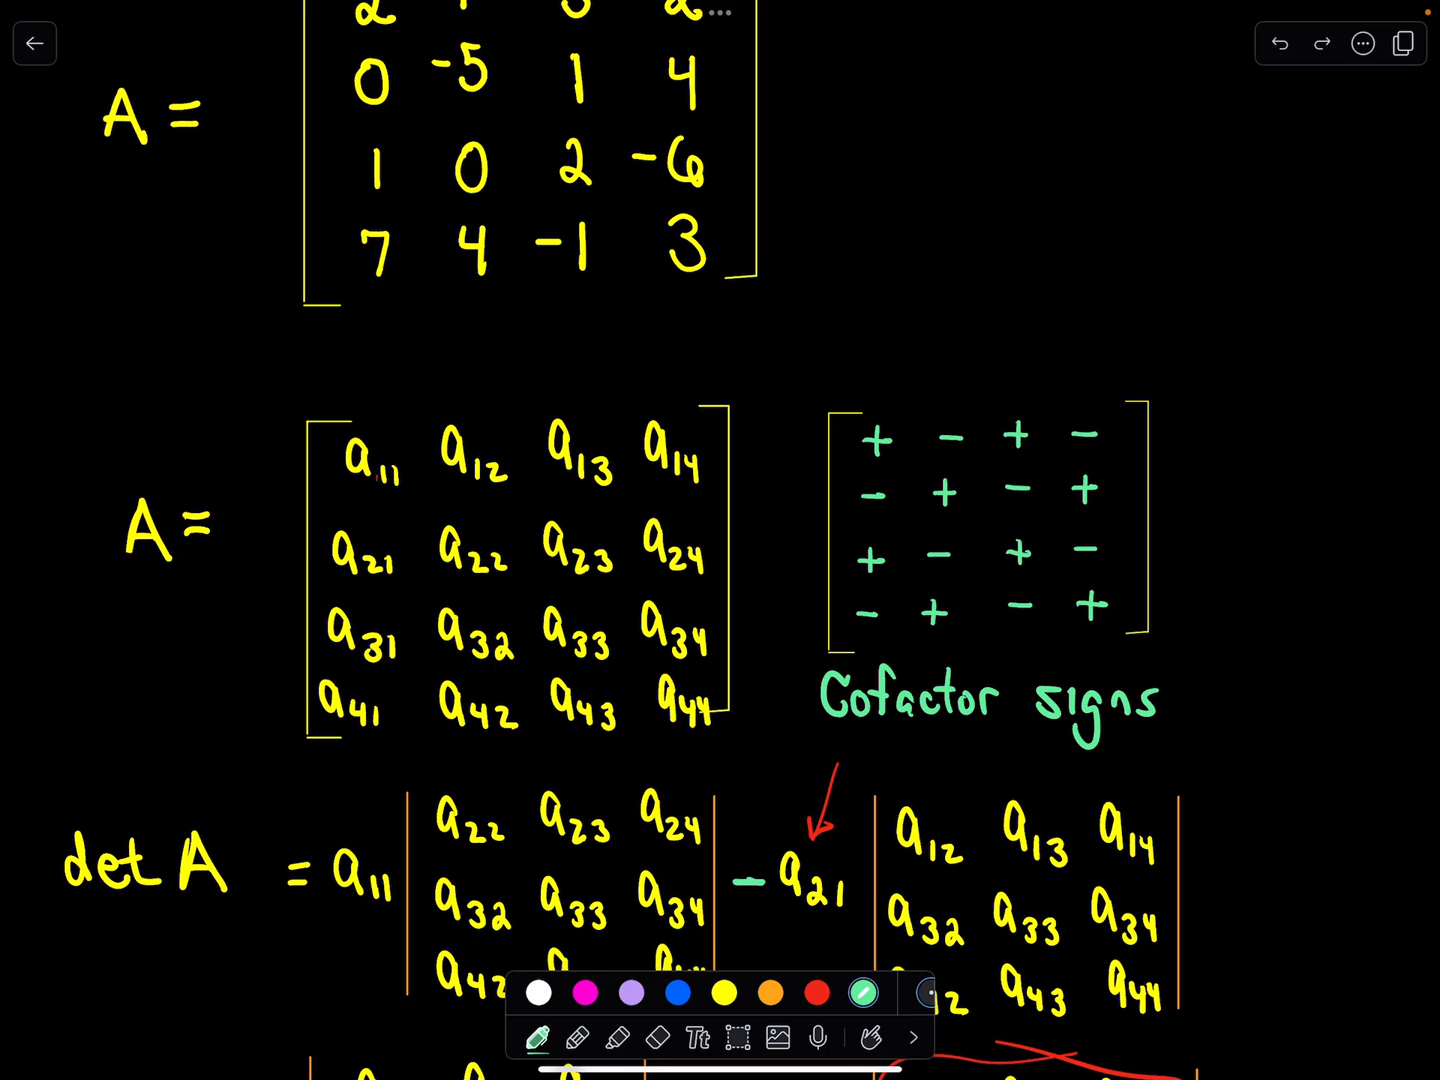 A =
0 -5 1 4
1 0 2 -6
7 4 -1 3
A =
a11 a12 a13 a14
a21 a22 a23 a24
a31 a32 a33 a34
a41 a42 a43 a44
+ - + -
- + - +
+ - + -
- + - +
Cofactor signs
det A = a11
a22 a23 a24
a32 a33 a34
a42
- a21
a12 a13 a14
a32 a33 a34
a43 a44
Tt